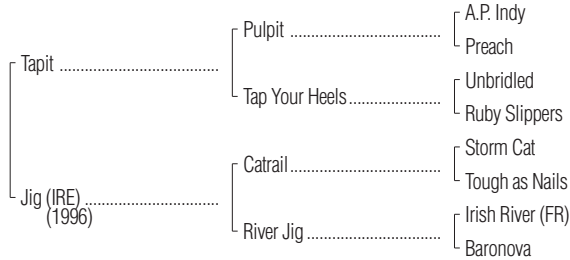 A.P. Indy
Pulpit
Preach
Tapit
Unbridled
Tap Your Heels
Ruby Slippers
Storm Cat
Catrail
Tough as Nails
Jig (IRE)
(1996)
Irish River (FR)
River Jig
Baronova